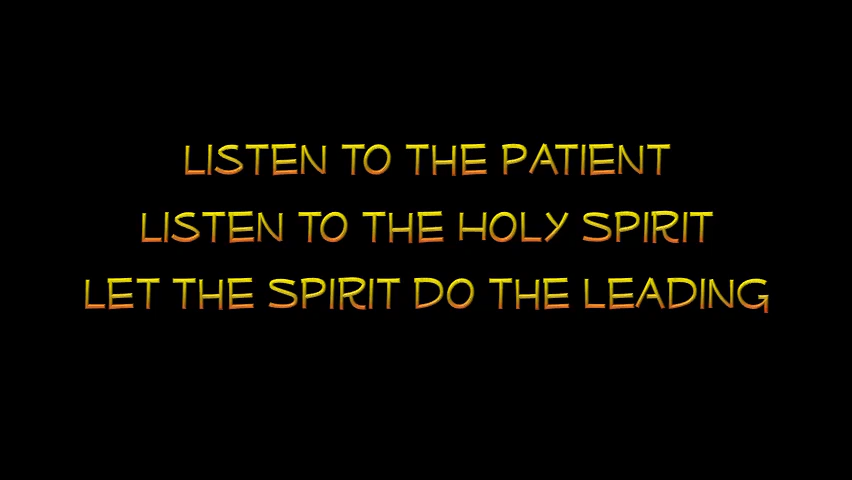 LISTEN TO THE PATIENT
LISTEN TO THE HOLY SPIRIT
LET THE SPIRIT DO THE LEADING